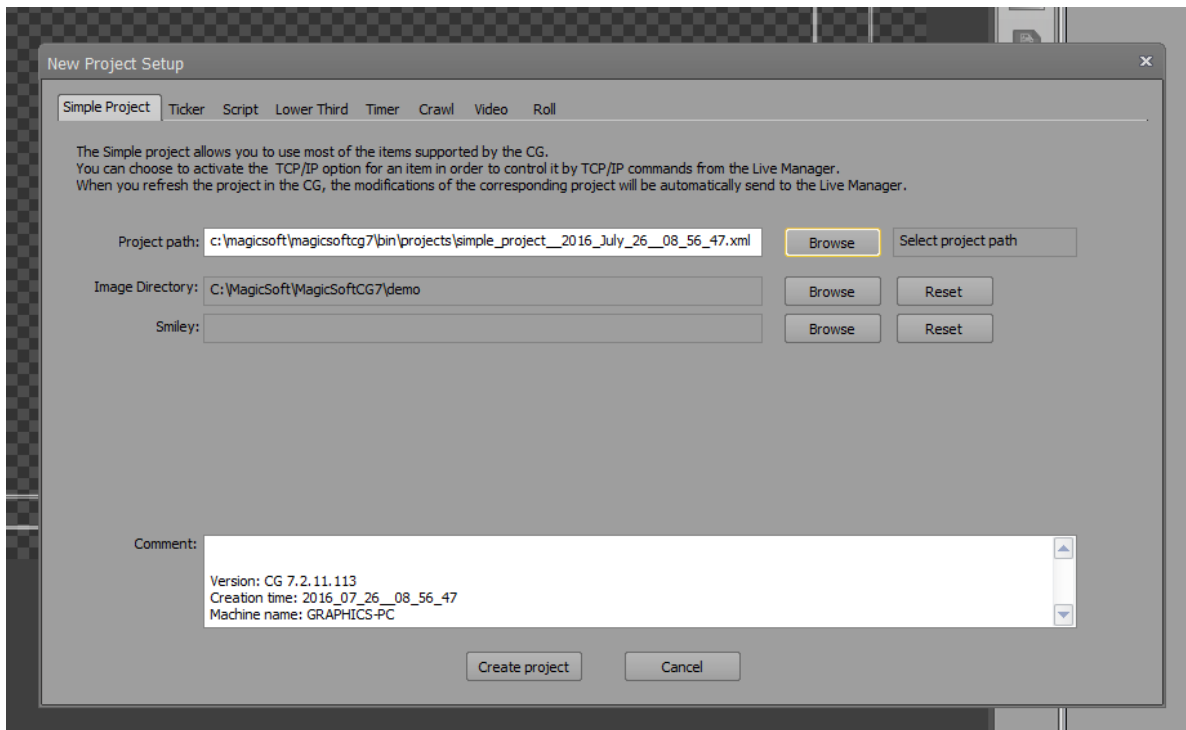 New Project Setup
Simple Project Ticker Script Lower Third Timer Crawl Video Roll
The Simple project allows you to use most of the items supported by the CG.
You can choose to activate the TCP/IP option for an item in order to control it by TCP/IP commands from the Live Manager.
When you refresh the project in the CG, the modifications of the corresponding project will be automatically send to the Live Manager.
Project path: c:\magicsoft\magicsoftcg7\bin\projects\simple_project__2016_July_26__08_56_47.xml Browse Select project path
Image Directory: C:\MagicSoft\MagicSoftCG7\demo Browse Reset
Smiley: Browse Reset
Comment:
Version: CG 7.2.11.113
Creation time: 2016_07_26__08_56_47
Machine name: GRAPHICS-PC
Create project Cancel